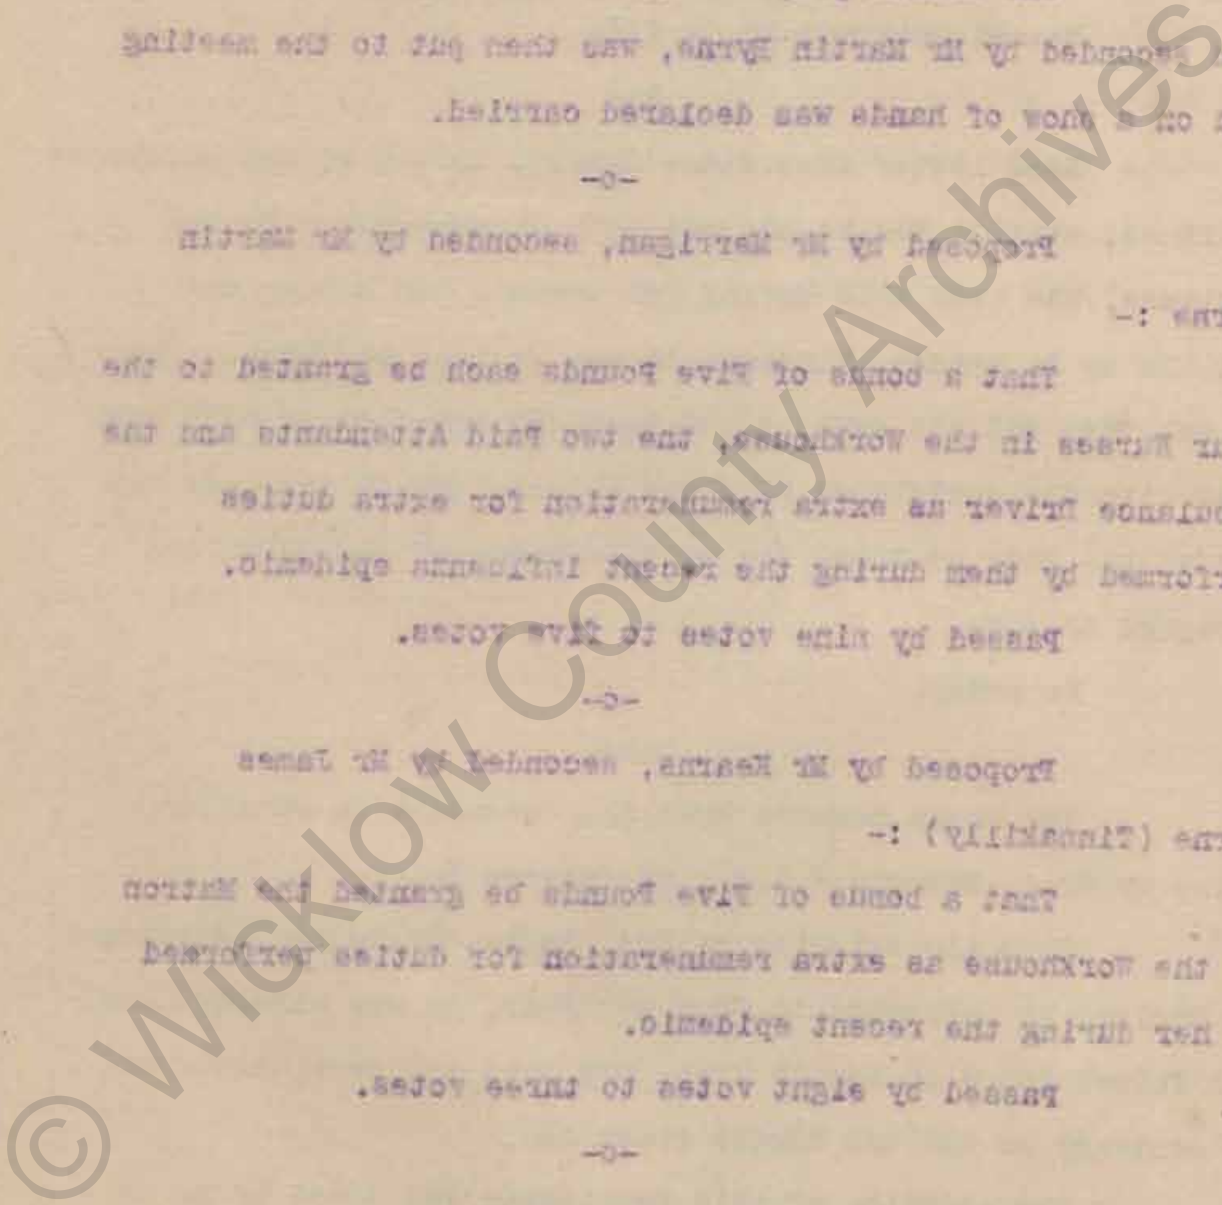 seconded by Mr Martin Byrne, was then put to the meeting
on a show of hands was declared carried.
-o-
Proposed by Mr Merrigan, seconded by Mr Martin
rne :-
That a bonus of Five Pounds each be granted to the
ur Nurses in the Workhouse, the two Paid Attendants and the
bulance Driver as extra remuneration for extra duties
rformed by them during the recent influenza epidemic.
Passed by nine votes to five votes.
-o-
Proposed by Mr Kearns, seconded by Mr James
rne (Tinnakilly) :-
That a bonus of Five Pounds be granted the Matron
the Workhouse as extra remuneration for duties performed
her during the recent epidemic.
Passed by eight votes to three votes.
-o-
© Wicklow County Archives